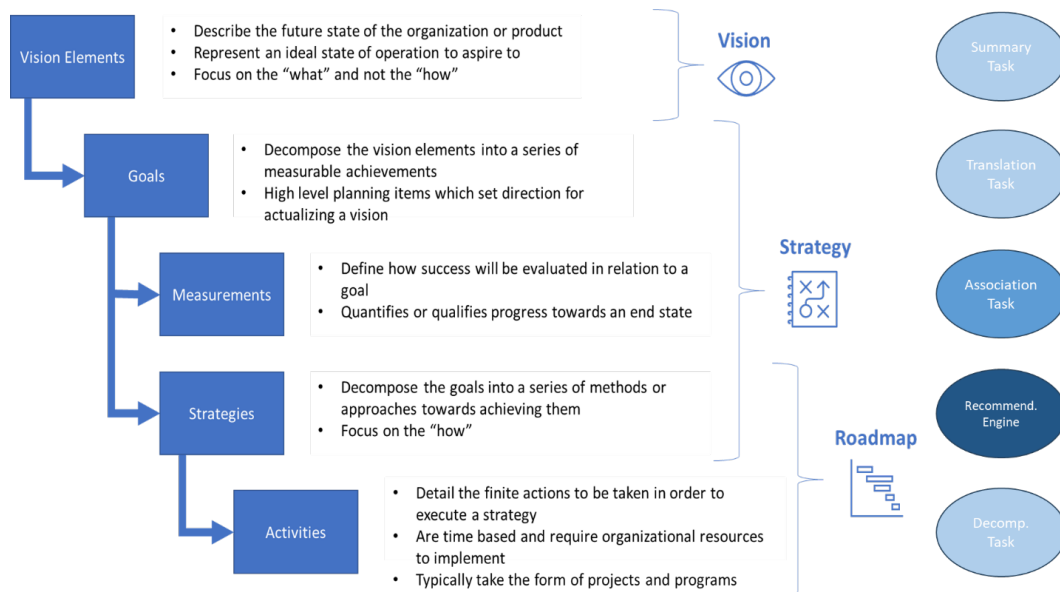 Vision Elements
• Describe the future state of the organization or product
• Represent an ideal state of operation to aspire to
• Focus on the “what” and not the “how”
Vision
Summary
Task
Goals
• Decompose the vision elements into a series of
measurable achievements
• High level planning items which set direction for
actualizing a vision
Translation
Task
Measurements
• Define how success will be evaluated in relation to a
goal
• Quantifies or qualifies progress towards an end state
Strategy
Association
Task
Strategies
• Decompose the goals into a series of methods or
approaches towards achieving them
• Focus on the “how”
Roadmap
Recommend.
Engine
Activities
• Detail the finite actions to be taken in order to
execute a strategy
• Are time based and require organizational resources
to implement
• Typically take the form of projects and programs
Decomp.
Task